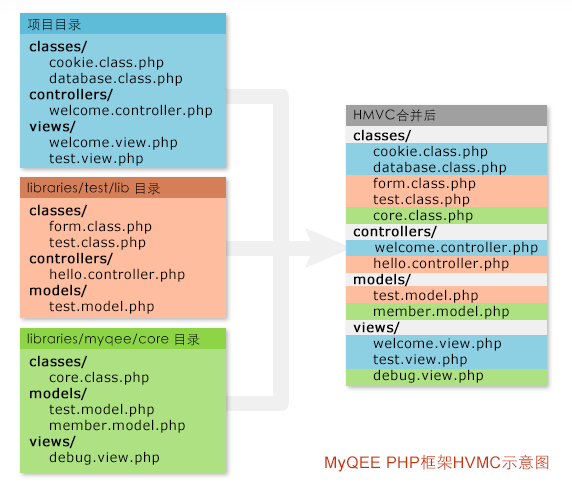 项目目录
classes/
cookie.class.php
database.class.php
controllers/
welcome.controller.php
views/
welcome.view.php
test.view.php
libraries/test/lib 目录
classes/
form.class.php
test.class.php
controllers/
hello.controller.php
models/
test.model.php
libraries/myqee/core 目录
classes/
core.class.php
models/
test.model.php
member.model.php
views/
debug.view.php
HMVC合并后
classes/
cookie.class.php
database.class.php
form.class.php
test.class.php
core.class.php
controllers/
welcome.controller.php
hello.controller.php
models/
test.model.php
member.model.php
views/
welcome.view.php
test.view.php
debug.view.php
MyQEE PHP框架HVMC示意图